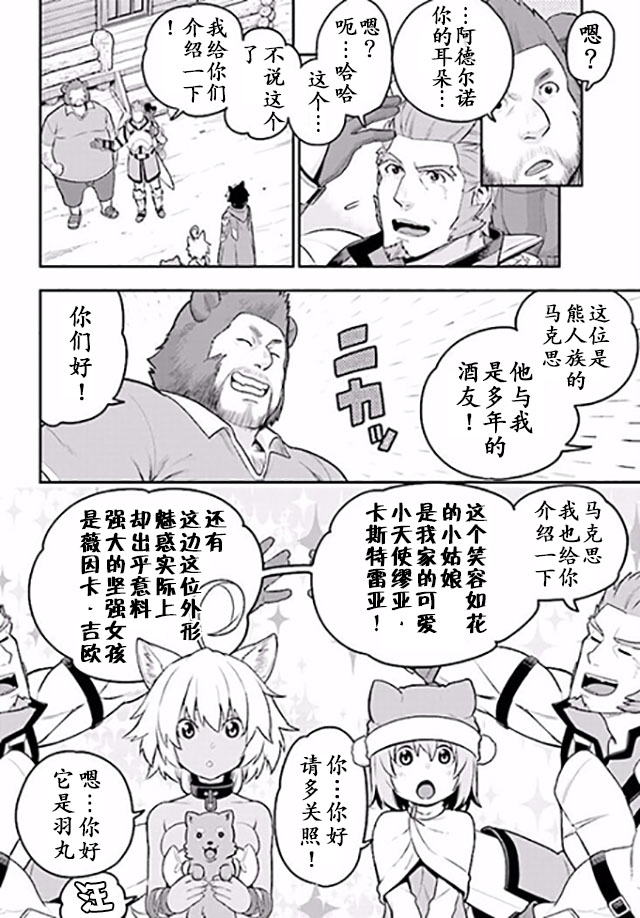 嗯？
…阿德尔诺
你的耳朵…
嗯？
呃…哈哈
这个…
不说这个
了
我给你们
介绍一下
！
这位是
熊人族的
马克思
他与我
是多年的
酒友！
ニカッ
你们好！
马克思
我也给你
介绍一下
这个笑容如花
的小姑娘
是我家的可爱
小天使缪亚·
卡斯特雷亚！
还有
这边这位外形
魅惑实际上
却出乎意料
强大的坚强女孩
是薇因卡·吉欧
你…你好
请多关照
！
嗯…你好
它是羽丸
汪